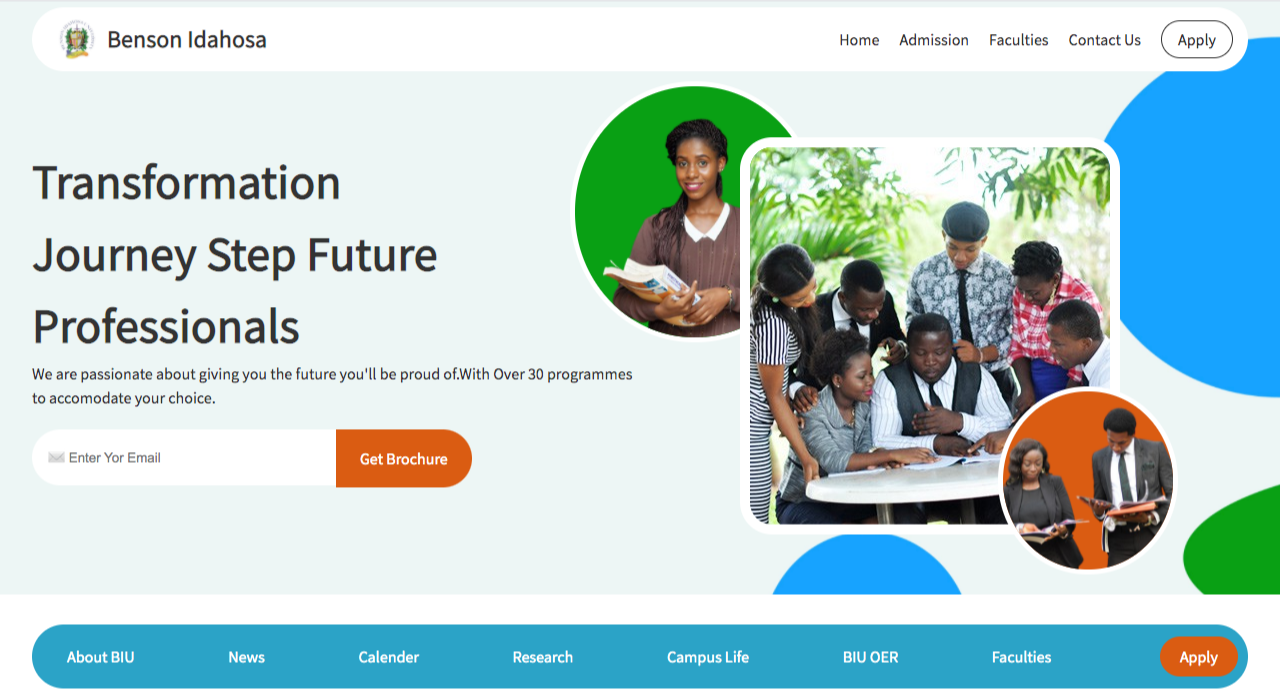 Benson Idahosa
Home Admission Faculties Contact Us Apply
Transformation
Journey Step Future
Professionals
We are passionate about giving you the future you'll be proud of.With Over 30 programmes
to accomodate your choice.
Enter Yor Email Get Brochure
About BIU News Calender Research Campus Life BIU OER Faculties Apply